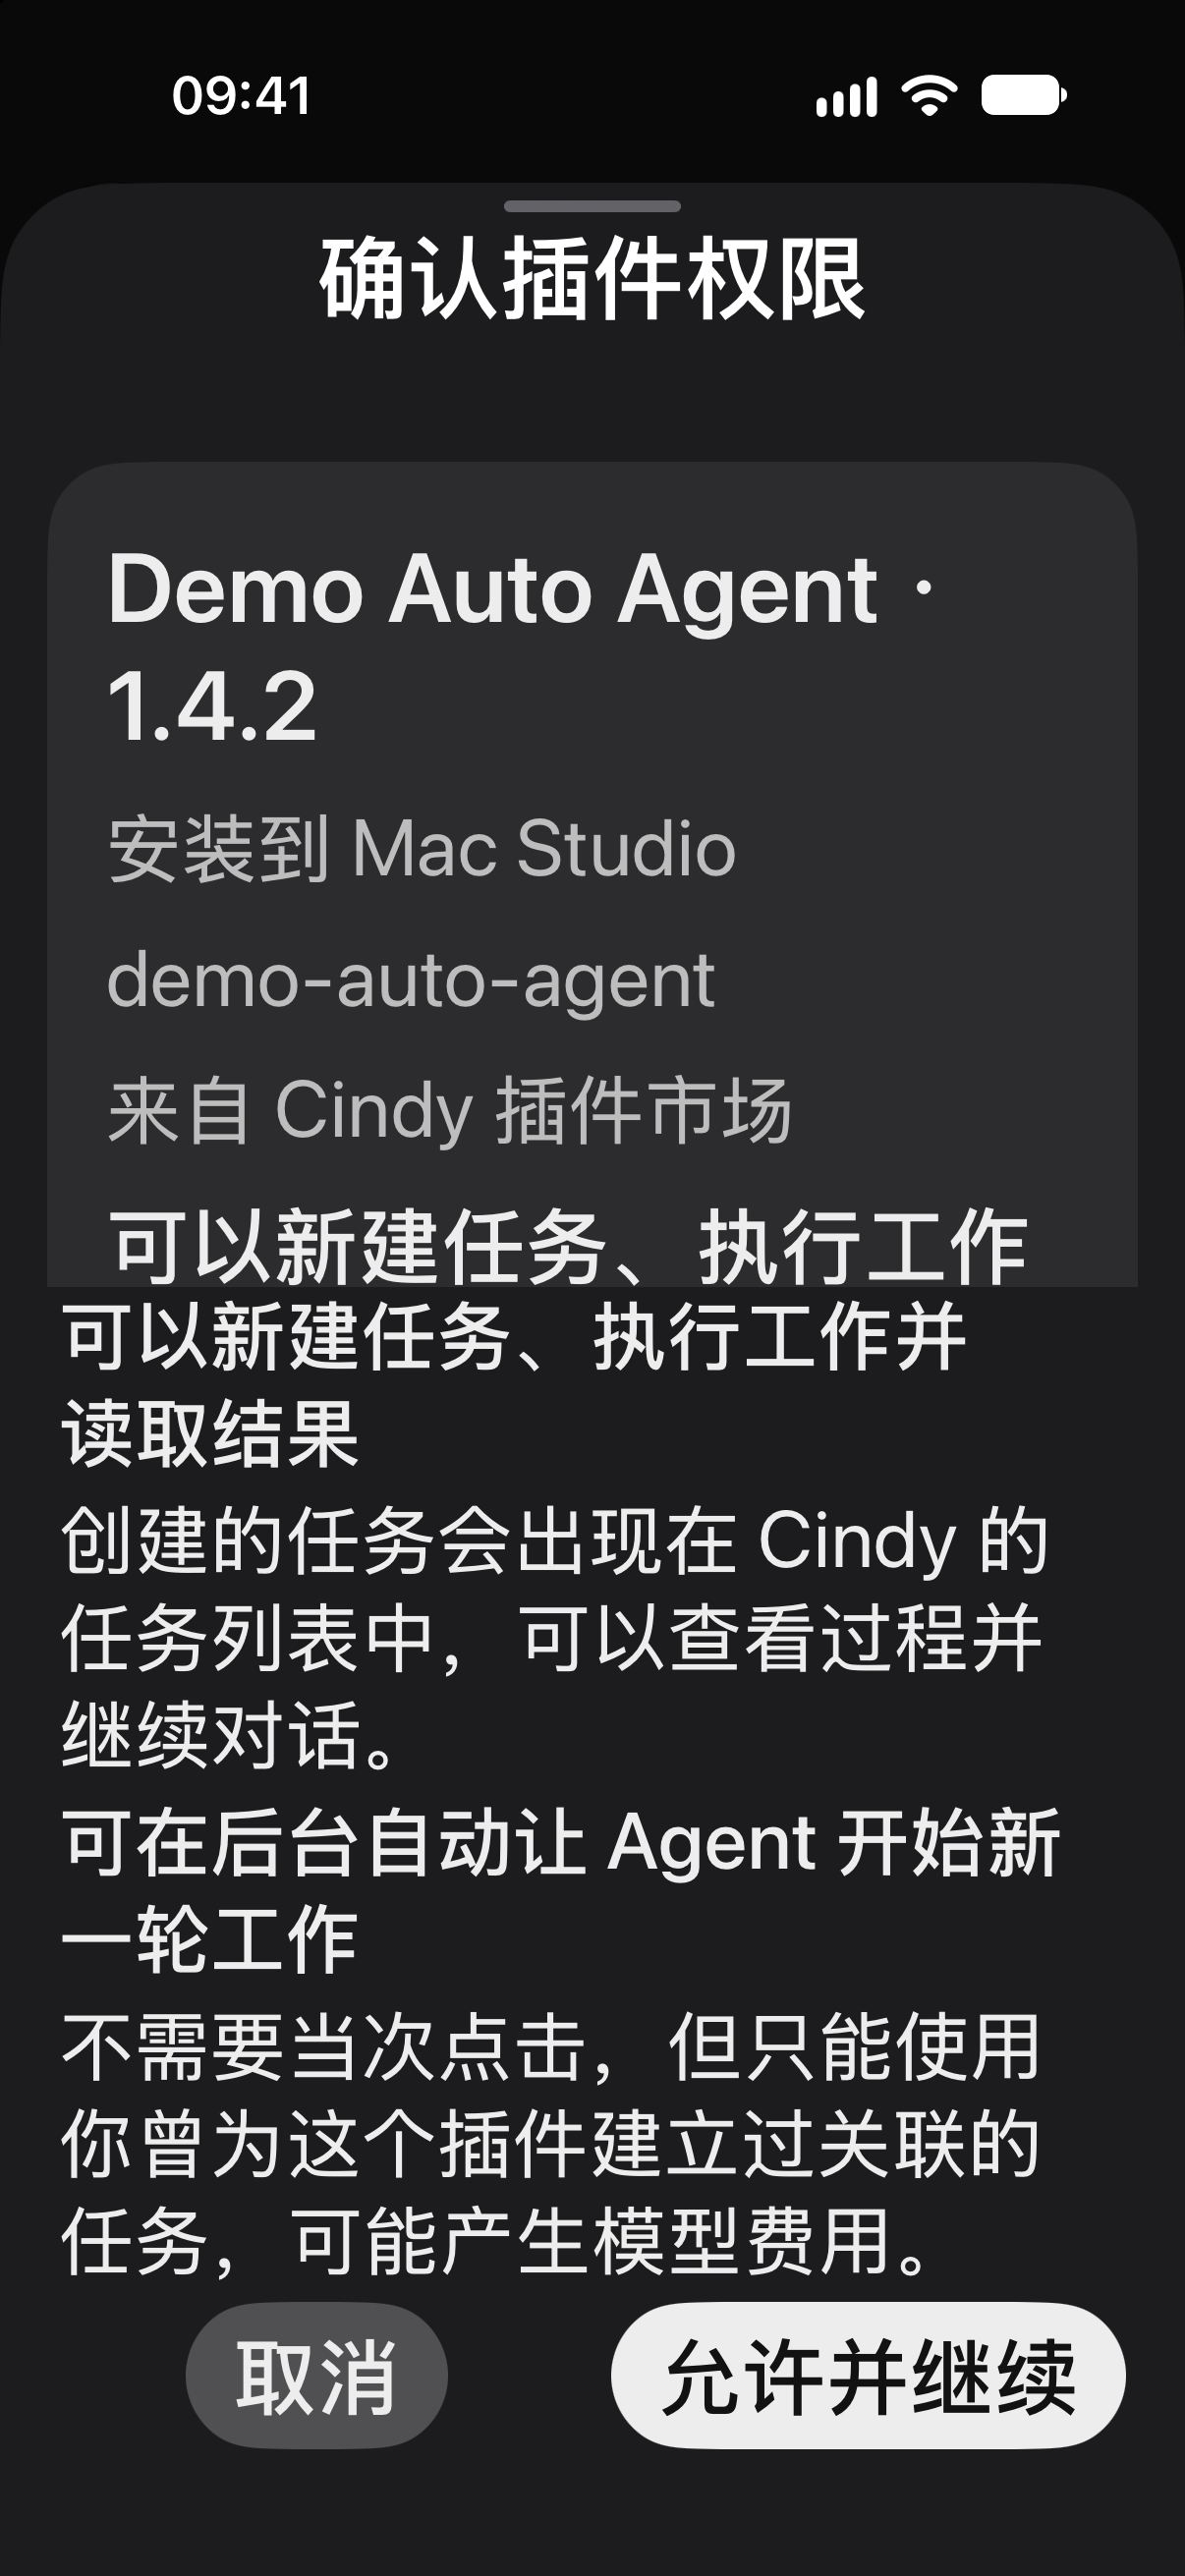 09:41
确认插件权限
Demo Auto Agent ·
1.4.2
安装到 Mac Studio
demo-auto-agent
来自 Cindy 插件市场
可以新建任务、执行工作
可以新建任务、执行工作并
读取结果
创建的任务会出现在 Cindy 的
任务列表中，可以查看过程并
继续对话。
可在后台自动让 Agent 开始新
一轮工作
不需要当次点击，但只能使用
你曾为这个插件建立过关联的
任务，可能产生模型费用。
取消
允许并继续